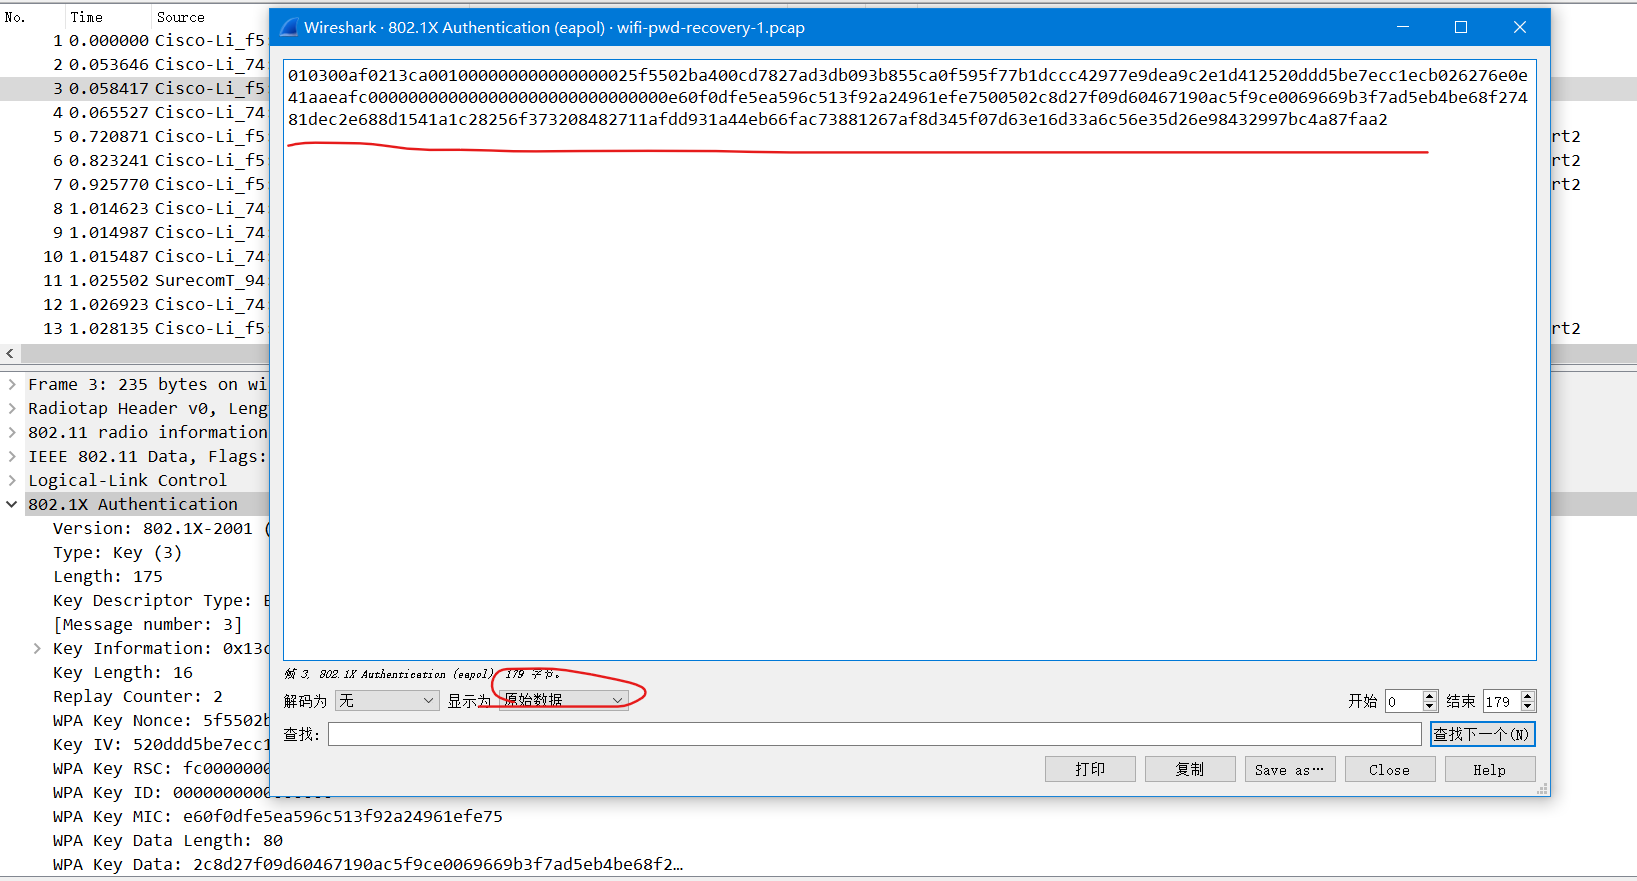 No.	Time	Source
1 0.000000 Cisco-Li_f5
2 0.053646 Cisco-Li_74
3 0.058417 Cisco-Li_f5
4 0.065527 Cisco-Li_74
5 0.720871 Cisco-Li_f5 rt2
6 0.823241 Cisco-Li_f5 rt2
7 0.925770 Cisco-Li_f5 rt2
8 1.014623 Cisco-Li_74
9 1.014987 Cisco-Li_74
10 1.015487 Cisco-Li_74
11 1.025502 SurecomT_94
12 1.026923 Cisco-Li_74
13 1.028135 Cisco-Li_f5 rt2
Wireshark · 802.1X Authentication (eapol) · wifi-pwd-recovery-1.pcap
010300af0213ca001000000000000000025f5502ba400cd7827ad3db093b855ca0f595f77b1dccc42977e9dea9c2e1d412520ddd5be7ecc1ecb026276e0e
41aaeafc000000000000000000000000000000e60f0dfe5ea596c513f92a24961efe7500502c8d27f09d60467190ac5f9ce0069669b3f7ad5eb4be68f274
81dec2e688d1541a1c28256f373208482711afdd931a44eb66fac73881267af8d345f07d63e16d33a6c56e35d26e98432997bc4a87faa2
帧 3, 802.1X Authentication (eapol), 179 字节。
解码为 无 显示为 原始数据 开始 0 结束 179
查找: 查找下一个(N)
打印 复制 Save as… Close Help
Frame 3: 235 bytes on wi
Radiotap Header v0, Leng
802.11 radio information
IEEE 802.11 Data, Flags:
Logical-Link Control
802.1X Authentication
Version: 802.1X-2001 (
Type: Key (3)
Length: 175
Key Descriptor Type: E
[Message number: 3]
Key Information: 0x13c
Key Length: 16
Replay Counter: 2
WPA Key Nonce: 5f5502b
Key IV: 520ddd5be7ecc1
WPA Key RSC: fc0000000
WPA Key ID: 0000000000000000
WPA Key MIC: e60f0dfe5ea596c513f92a24961efe75
WPA Key Data Length: 80
WPA Key Data: 2c8d27f09d60467190ac5f9ce0069669b3f7ad5eb4be68f2…